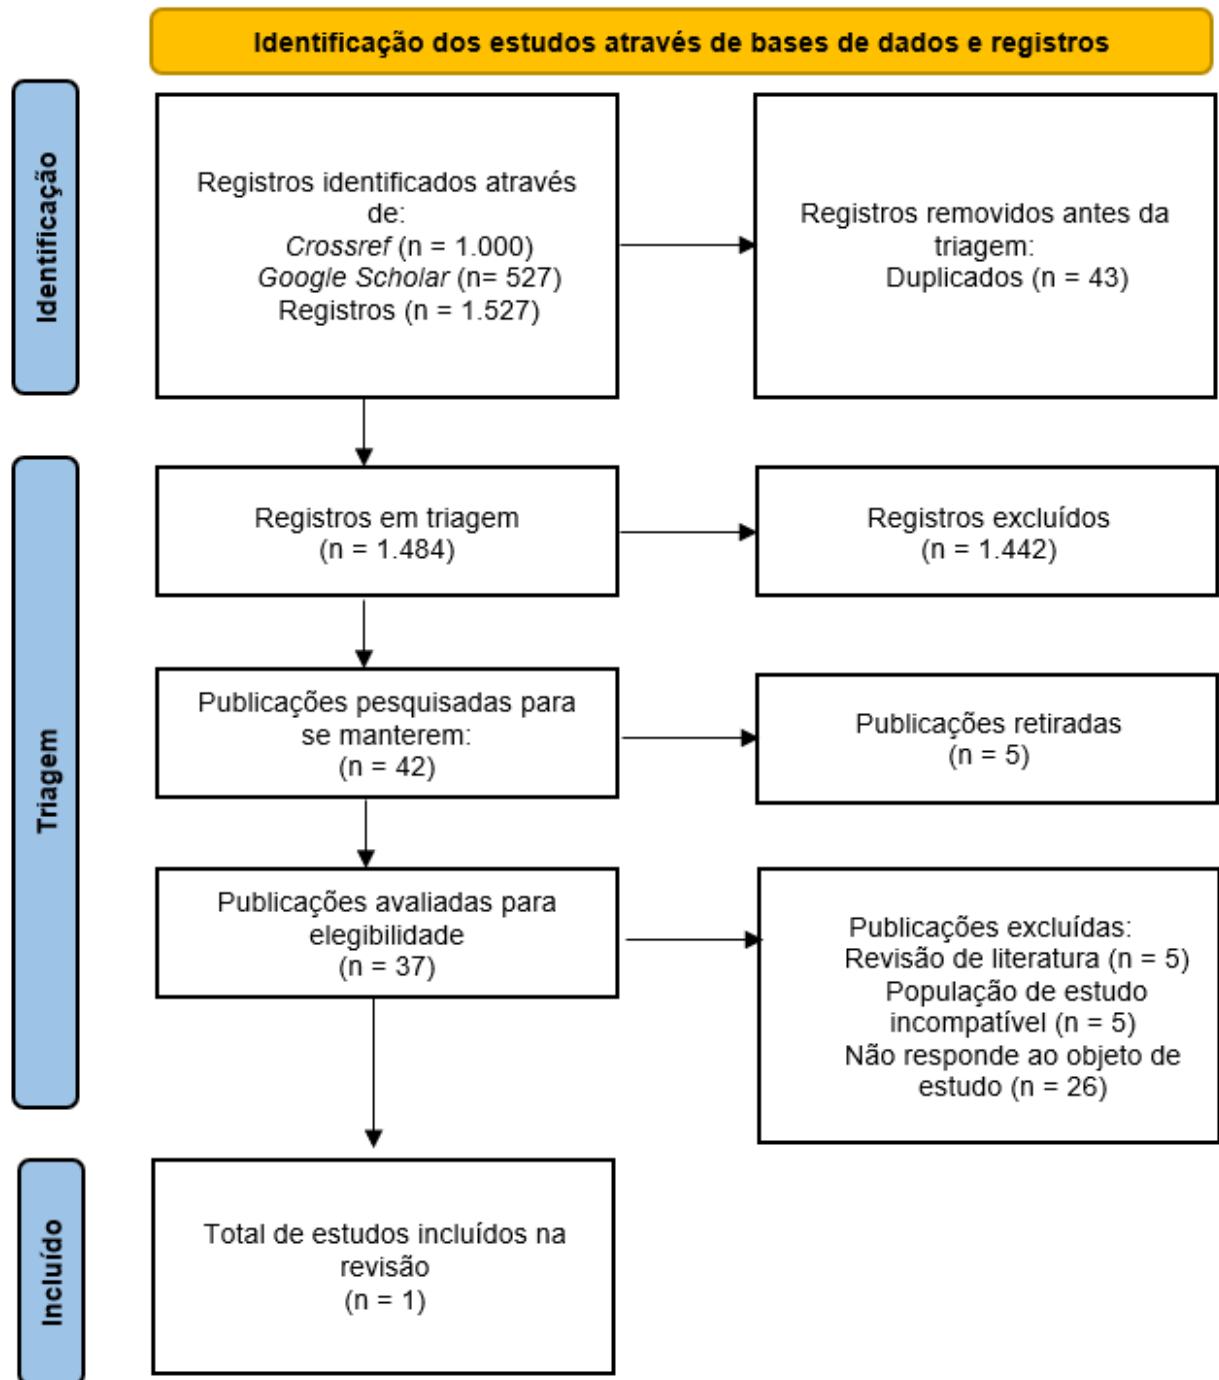 Identificação dos estudos através de bases de dados e registros
Identificação
Registros identificados através
de:
Crossref (n = 1.000)
Google Scholar (n= 527)
Registros (n = 1.527)
Registros removidos antes da
triagem:
Duplicados (n = 43)
Triagem
Registros em triagem
(n = 1.484)
Registros excluídos
(n = 1.442)
Publicações pesquisadas para
se manterem:
(n = 42)
Publicações retiradas
(n = 5)
Publicações avaliadas para
elegibilidade
(n = 37)
Publicações excluídas:
Revisão de literatura (n = 5)
População de estudo
incompatível (n = 5)
Não responde ao objeto de
estudo (n = 26)
Incluído
Total de estudos incluídos na
revisão
(n = 1)